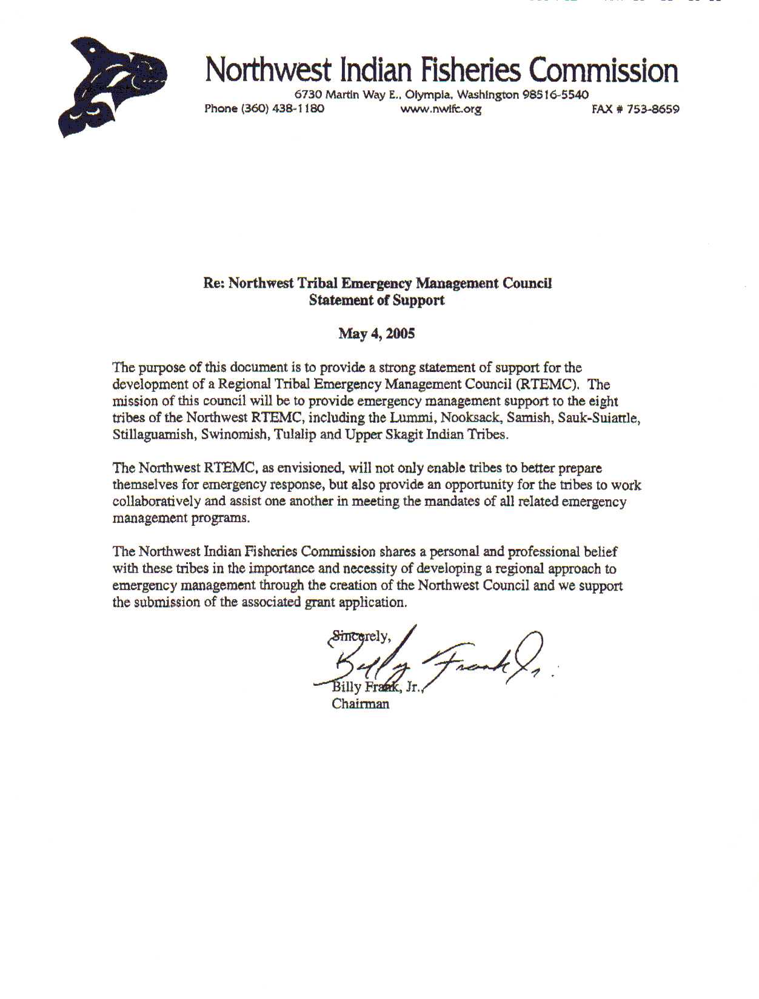 Northwest Indian Fisheries Commission
6730 Martin Way E., Olympia, Washington 98516-5540
Phone (360) 438-1180 www.nwifc.org FAX # 753-8659
Re: Northwest Tribal Emergency Management Council
Statement of Support
May 4, 2005
The purpose of this document is to provide a strong statement of support for the
development of a Regional Tribal Emergency Management Council (RTEMC). The
mission of this council will be to provide emergency management support to the eight
tribes of the Northwest RTEMC, including the Lummi, Nooksack, Samish, Sauk-Suiattle,
Stillaguamish, Swinomish, Tulalip and Upper Skagit Indian Tribes.
The Northwest RTEMC, as envisioned, will not only enable tribes to better prepare
themselves for emergency response, but also provide an opportunity for the tribes to work
collaboratively and assist one another in meeting the mandates of all related emergency
management programs.
The Northwest Indian Fisheries Commission shares a personal and professional belief
with these tribes in the importance and necessity of developing a regional approach to
emergency management through the creation of the Northwest Council and we support
the submission of the associated grant application.
Sincerely,
Billy Frank Jr.
Billy Frank, Jr.,
Chairman